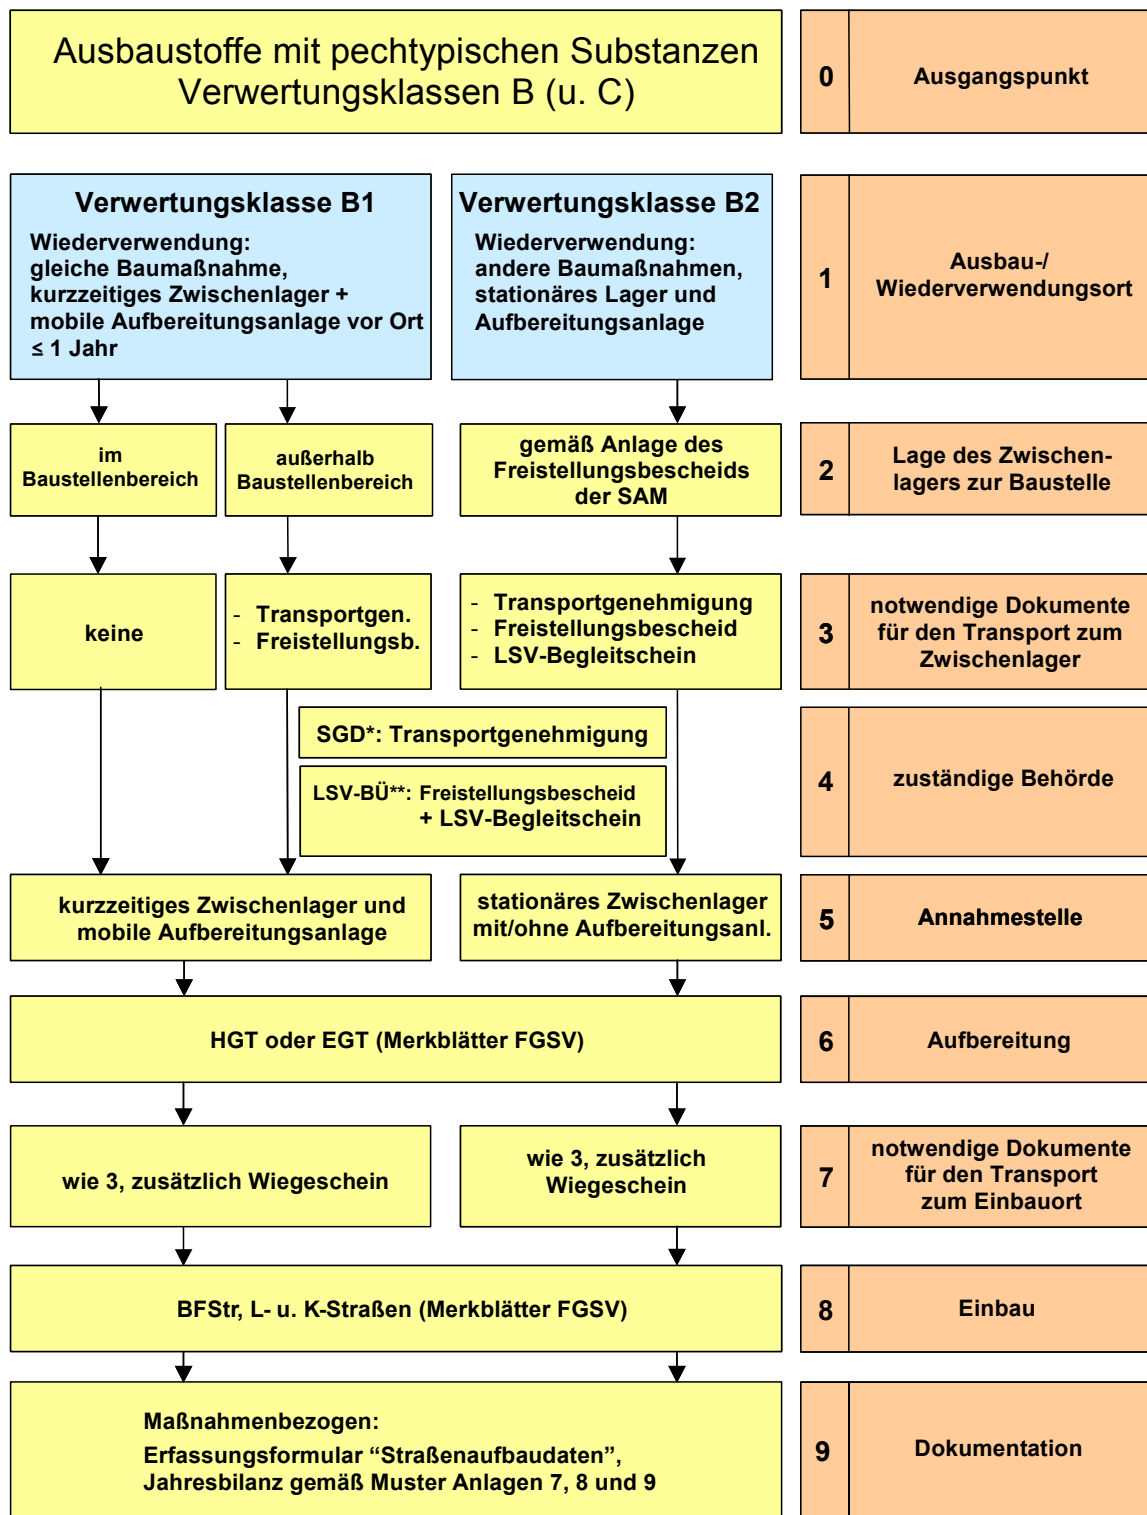 Ausbaustoffe mit pechtypischen Substanzen
Verwertungsklassen B (u. C)
0
Ausgangspunkt
Verwertungsklasse B1
Wiederverwendung:
gleiche Baumaßnahme,
kurzzeitiges Zwischenlager +
mobile Aufbereitungsanlage vor Ort
≤ 1 Jahr
Verwertungsklasse B2
Wiederverwendung:
andere Baumaßnahmen,
stationäres Lager und
Aufbereitungsanlage
1
Ausbau-/
Wiederverwendungsort
im
Baustellenbereich
außerhalb
Baustellenbereich
gemäß Anlage des
Freistellungsbescheids
der SAM
2
Lage des Zwischen-
lagers zur Baustelle
keine
- Transportgen.
- Freistellungsb.
- Transportgenehmigung
- Freistellungsbescheid
- LSV-Begleitschein
3
notwendige Dokumente
für den Transport zum
Zwischenlager
SGD*: Transportgenehmigung
LSV-BÜ**: Freistellungsbescheid
+ LSV-Begleitschein
4
zuständige Behörde
kurzzeitiges Zwischenlager und
mobile Aufbereitungsanlage
stationäres Zwischenlager
mit/ohne Aufbereitungsanl.
5
Annahmestelle
HGT oder EGT (Merkblätter FGSV)
6
Aufbereitung
wie 3, zusätzlich Wiegeschein
wie 3, zusätzlich
Wiegeschein
7
notwendige Dokumente
für den Transport
zum Einbauort
BFStr, L- u. K-Straßen (Merkblätter FGSV)
8
Einbau
Maßnahmenbezogen:
Erfassungsformular “Straßenaufbaudaten”,
Jahresbilanz gemäß Muster Anlagen 7, 8 und 9
9
Dokumentation